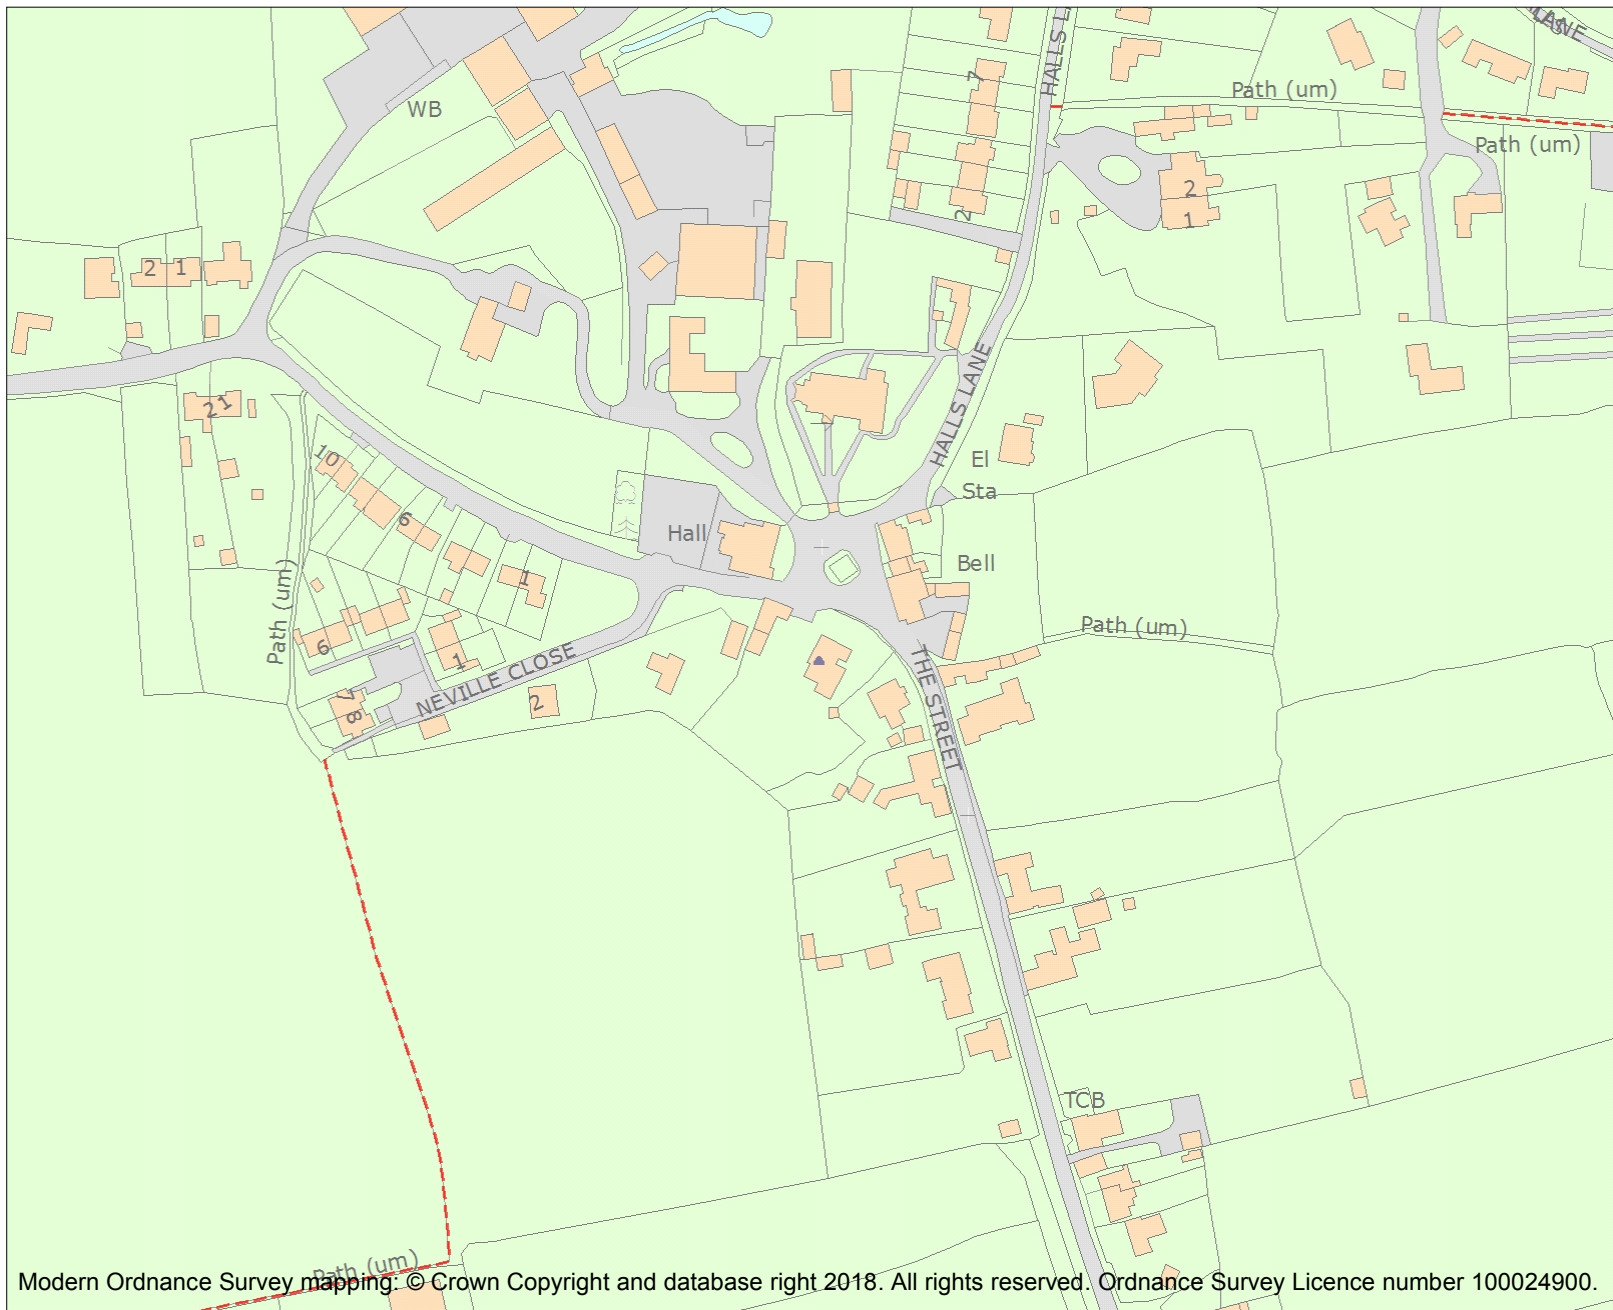 LANE
HALLS L
7
Path (um)
WB
Path (um)
2
1
2
2 1
2 1
HALLS LANE
10
El
Sta
6
Hall
Bell
1
Path (um)
Path (um)
6
1
NEVILLE CLOSE
THE STREET
7
8
2
TCB
Path (um)
Modern Ordnance Survey mapping: © Crown Copyright and database right 2018. All rights reserved. Ordnance Survey Licence number 100024900.